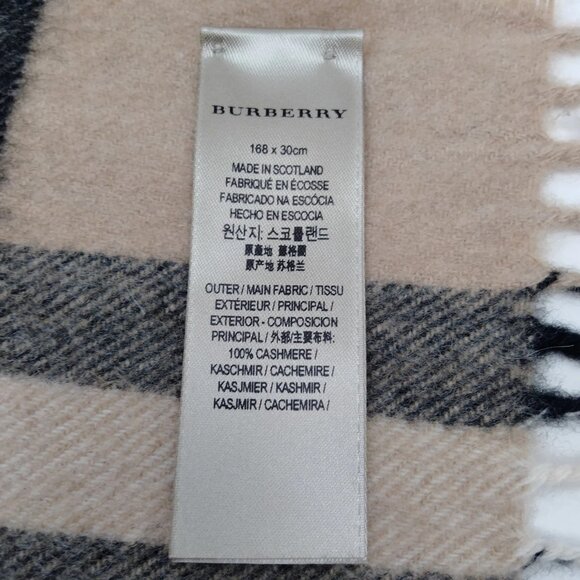 BURBERRY
168 x 30cm
MADE IN SCOTLAND
FABRIQUÉ EN ÉCOSSE
FABRICADO NA ESCÓCIA
HECHO EN ESCOCIA
원산지: 스코틀랜드
原產地: 蘇格蘭
原产地: 苏格兰
OUTER / MAIN FABRIC / TISSU
EXTÉRIEUR / PRINCIPAL /
EXTERIOR - COMPOSICION
PRINCIPAL / 外部/主要布料:
100% CASHMERE /
KASCHMIR / CACHEMIRE /
KASJMIER / KASHMIR /
KASJMIR / CACHEMIRA /